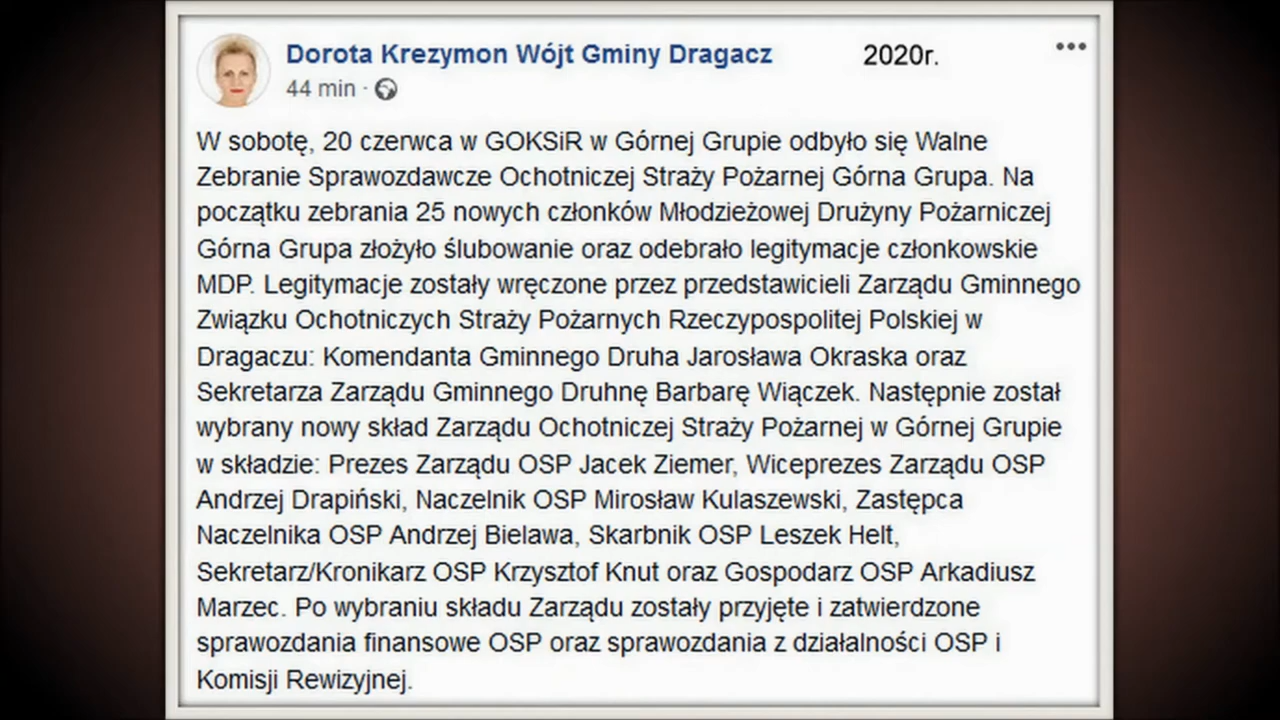 Dorota Krezymon Wójt Gminy Dragacz 2020r.
44 min ·
W sobotę, 20 czerwca w GOKSiR w Górnej Grupie odbyło się Walne
Zebranie Sprawozdawcze Ochotniczej Straży Pożarnej Górna Grupa. Na
początku zebrania 25 nowych członków Młodzieżowej Drużyny Pożarniczej
Górna Grupa złożyło ślubowanie oraz odebrało legitymacje członkowskie
MDP. Legitymacje zostały wręczone przez przedstawicieli Zarządu Gminnego
Związku Ochotniczych Straży Pożarnych Rzeczypospolitej Polskiej w
Dragaczu: Komendanta Gminnego Druha Jarosława Okraska oraz
Sekretarza Zarządu Gminnego Druhnę Barbarę Wiączek. Następnie został
wybrany nowy skład Zarządu Ochotniczej Straży Pożarnej w Górnej Grupie
w składzie: Prezes Zarządu OSP Jacek Ziemer, Wiceprezes Zarządu OSP
Andrzej Drapiński, Naczelnik OSP Mirosław Kulaszewski, Zastępca
Naczelnika OSP Andrzej Bielawa, Skarbnik OSP Leszek Helt,
Sekretarz/Kronikarz OSP Krzysztof Knut oraz Gospodarz OSP Arkadiusz
Marzec. Po wybraniu składu Zarządu zostały przyjęte i zatwierdzone
sprawozdania finansowe OSP oraz sprawozdania z działalności OSP i
Komisji Rewizyjnej.